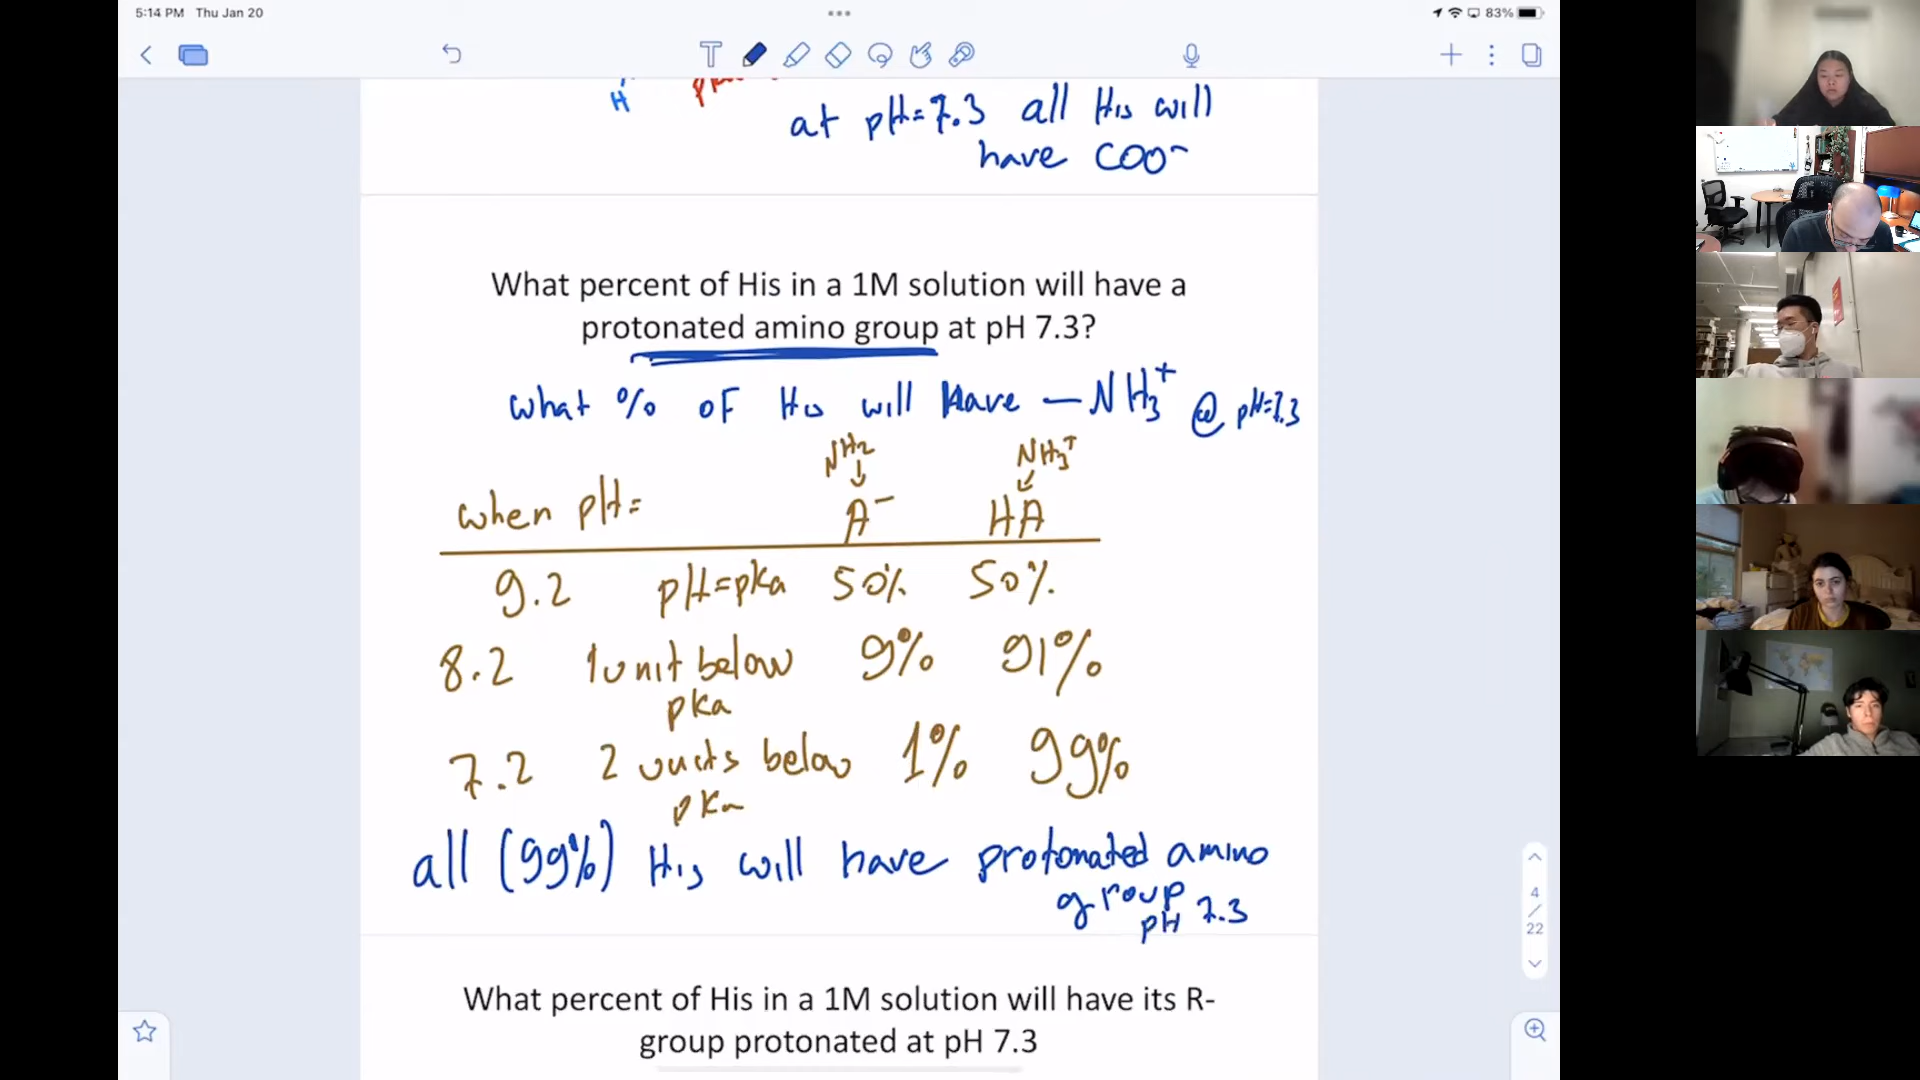 5:14 PM Thu Jan 20
83%
H
at pH=7.3 all His will
have COO⁻
What percent of His in a 1M solution will have a
protonated amino group at pH 7.3?
What % of His will Have —NH₃⁺ @ pH=7.3
NH₂ NH₃⁺
when pH= A⁻ HA
9.2 pH=pKa 50% 50%
8.2 1 unit below 9% 91%
pKa
7.2 2 units below 1% 99%
pKa
all (99%) His will have protonated amino
group
pH 7.3
4
/
22
What percent of His in a 1M solution will have its R-
group protonated at pH 7.3